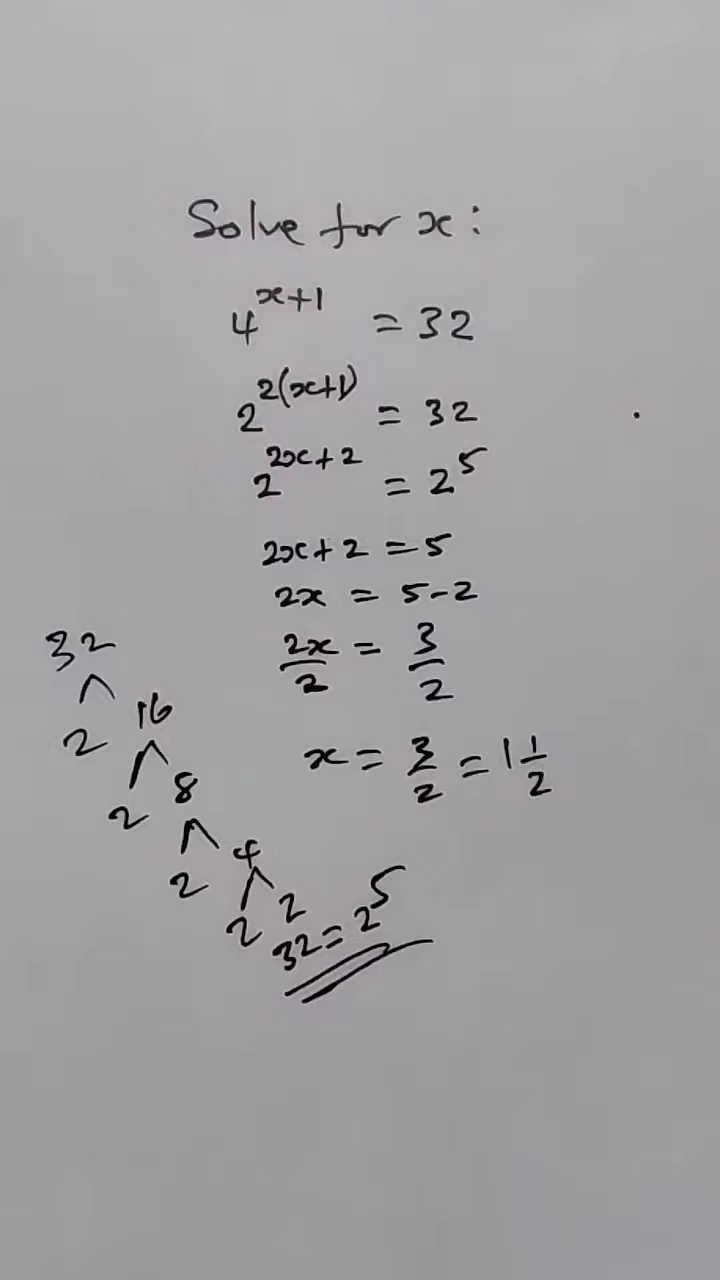 Solve for x:
4^{x+1} = 32
2^{2(x+1)} = 32
2^{2x+2} = 2^5
2x+2 = 5
2x = 5-2
2x/2 = 3/2
x = 3/2 = 1 1/2
32
2 16
2 8
2 4
2 2
32 = 2^5